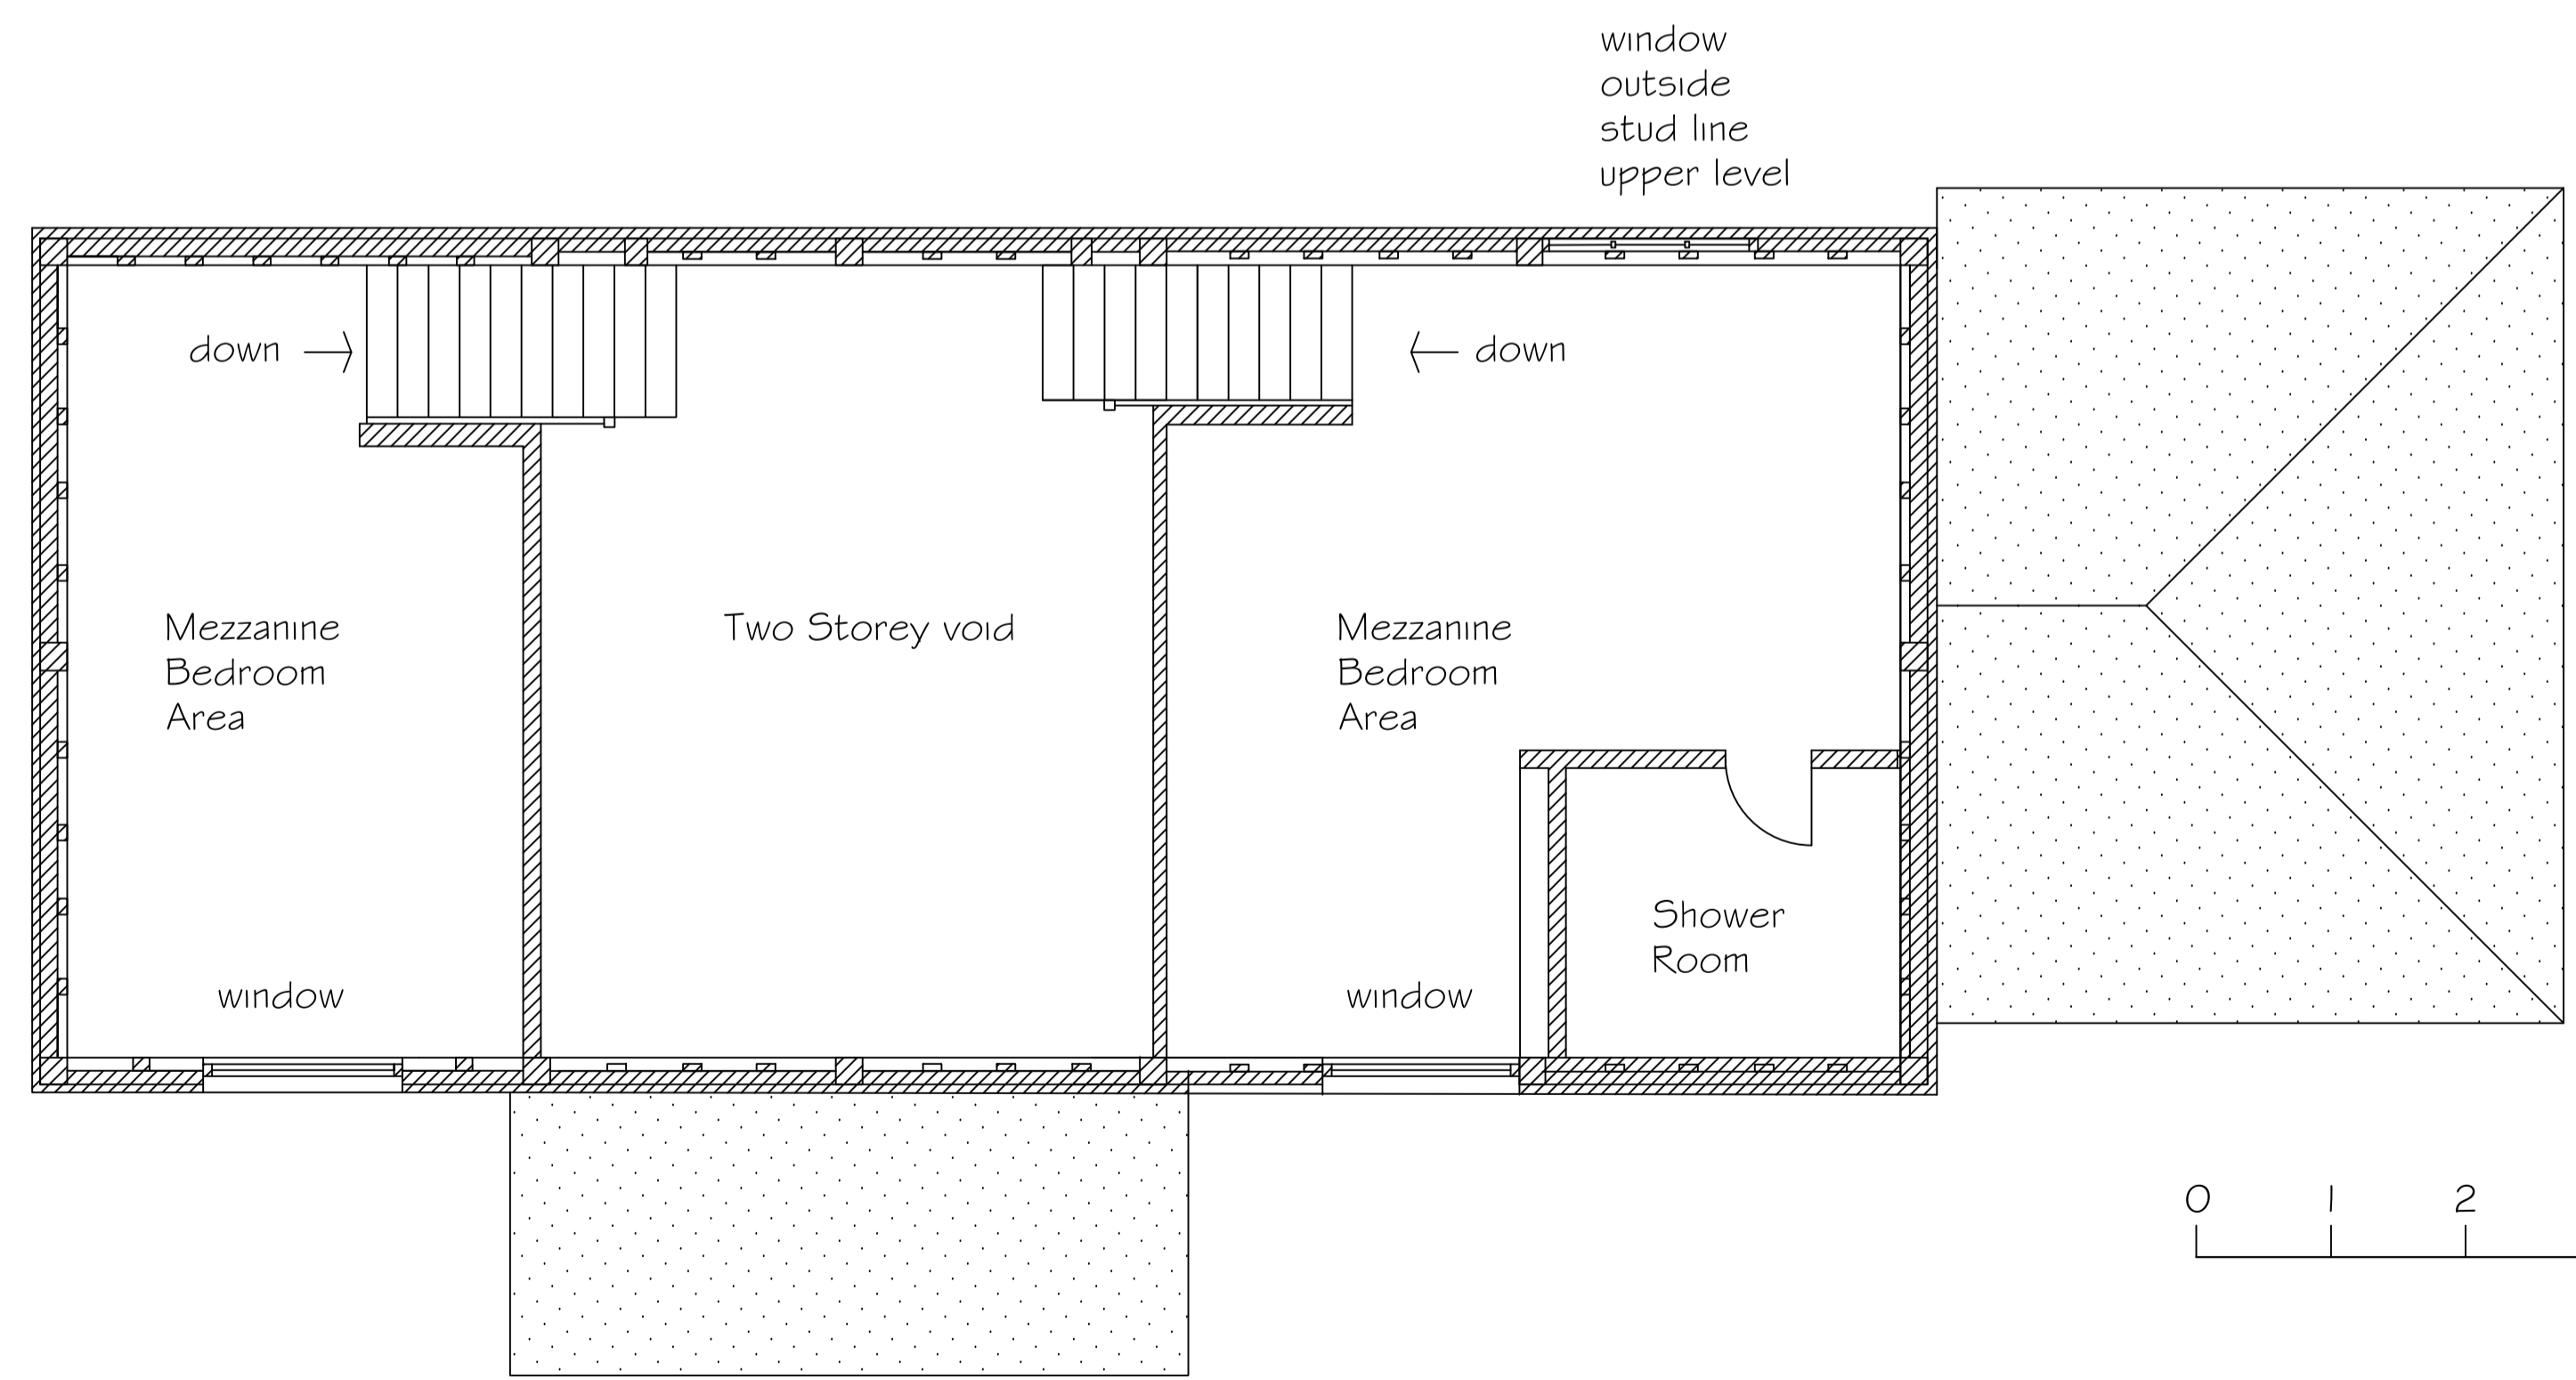 window
outside
stud line
upper level
down
down
Mezzanine
Bedroom
Area
Two Storey void
Mezzanine
Bedroom
Area
Shower
Room
window
window
0 1 2